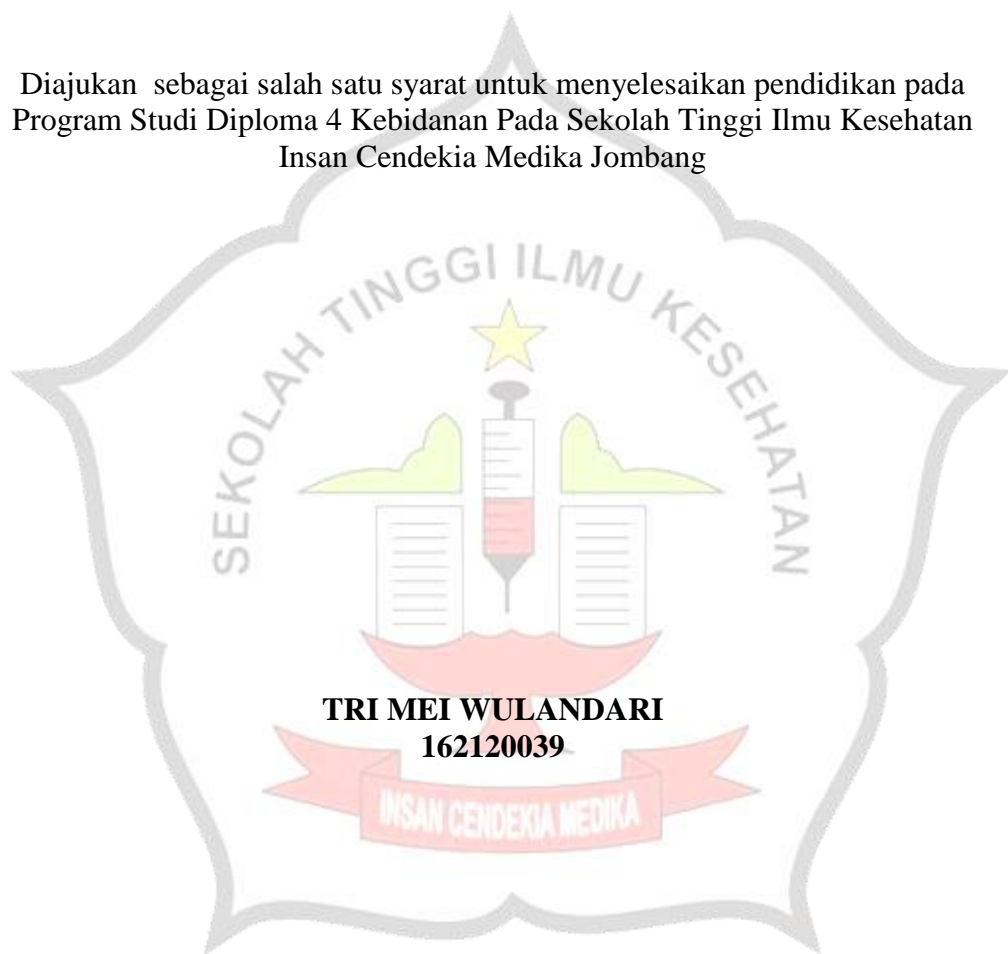 Diajukan sebagai salah satu syarat untuk menyelesaikan pendidikan pada
Program Studi Diploma 4 Kebidanan Pada Sekolah Tinggi Ilmu Kesehatan
Insan Cendekia Medika Jombang
SEKOLAH TINGGI ILMU KESEHATAN
TRI MEI WULANDARI
162120039
INSAN CENDEKIA MEDIKA